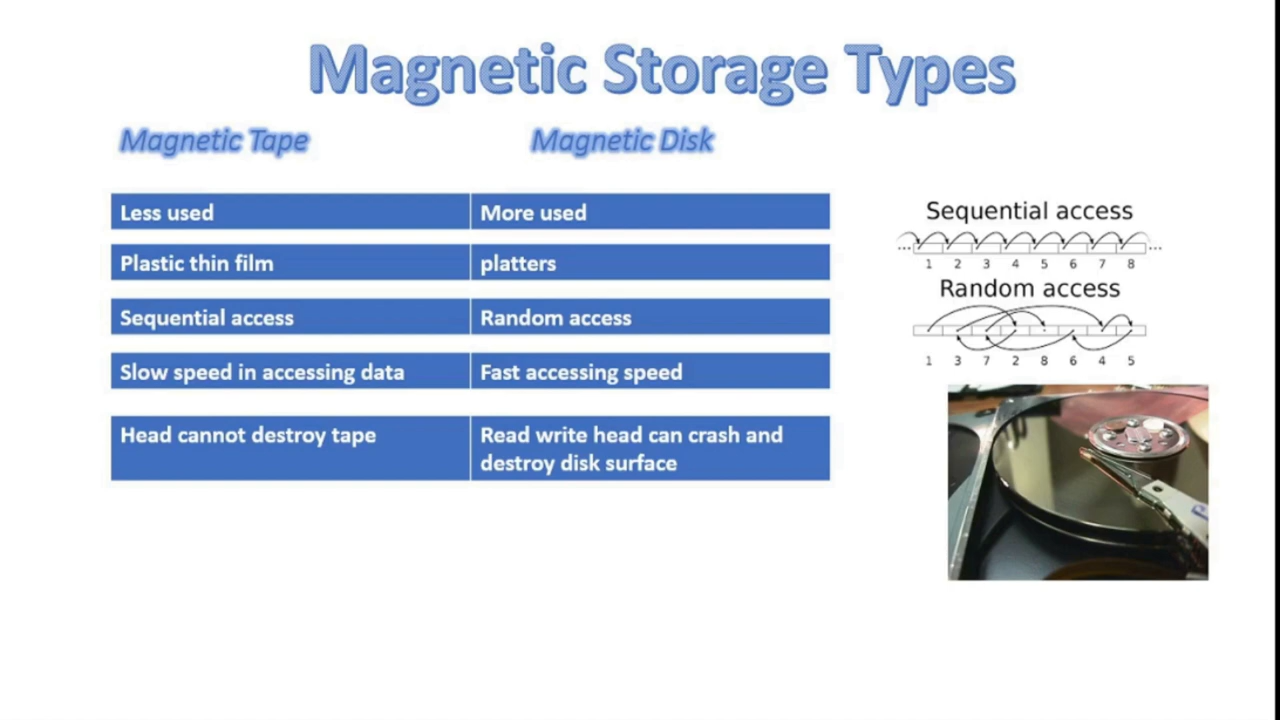 Magnetic Storage Types
Magnetic Tape
Magnetic Disk
Less used
More used
Plastic thin film
platters
Sequential access
Random access
Slow speed in accessing data
Fast accessing speed
Head cannot destroy tape
Read write head can crash and
destroy disk surface
Sequential access
... ...
1 2 3 4 5 6 7 8
Random access
1 3 7 2 8 6 4 5